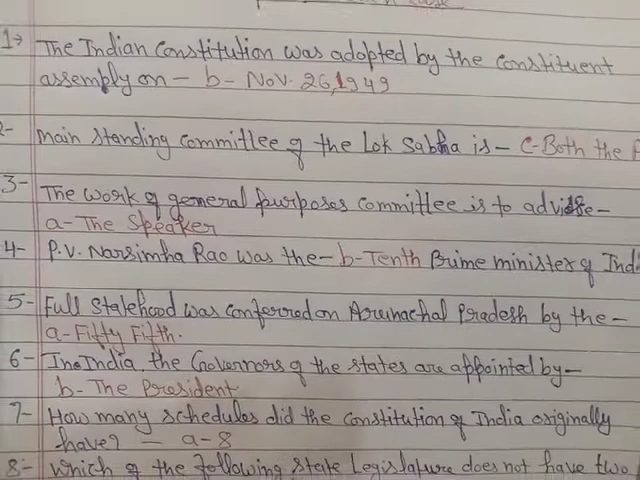 1→ The Indian Constitution was adopted by the constituent
assembly on - b- Nov. 26,1949
2- main standing committee of the Lok Sabha is - C-Both the
3- The work of general purposes committee is to advise-
a- The Speaker
4- P.V. Narsimha Rao was the- b-Tenth Prime minister of Ind
5- Full statehood was conferred on Arunachal Pradesh by the -
a- Fifty Fifth.
6- In India, the Governors of the states are appointed by-
b- The President.
7- How many schedules did the constitution of India originally
have? - a-8
8- which of the following state Legislature does not have two